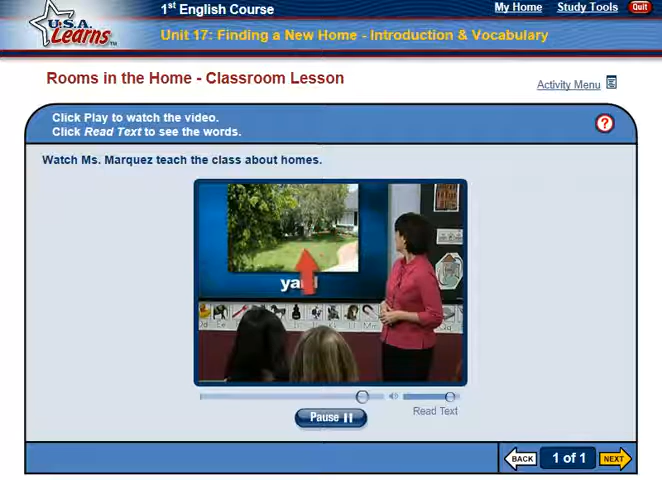 U.S.A.
Learns™
1st English Course
My Home
Study Tools
Quit
Unit 17: Finding a New Home - Introduction & Vocabulary
Rooms in the Home - Classroom Lesson
Activity Menu
Click Play to watch the video.
Click Read Text to see the words.
?
Watch Ms. Marquez teach the class about homes.
Pause
Read Text
BACK
1 of 1
NEXT